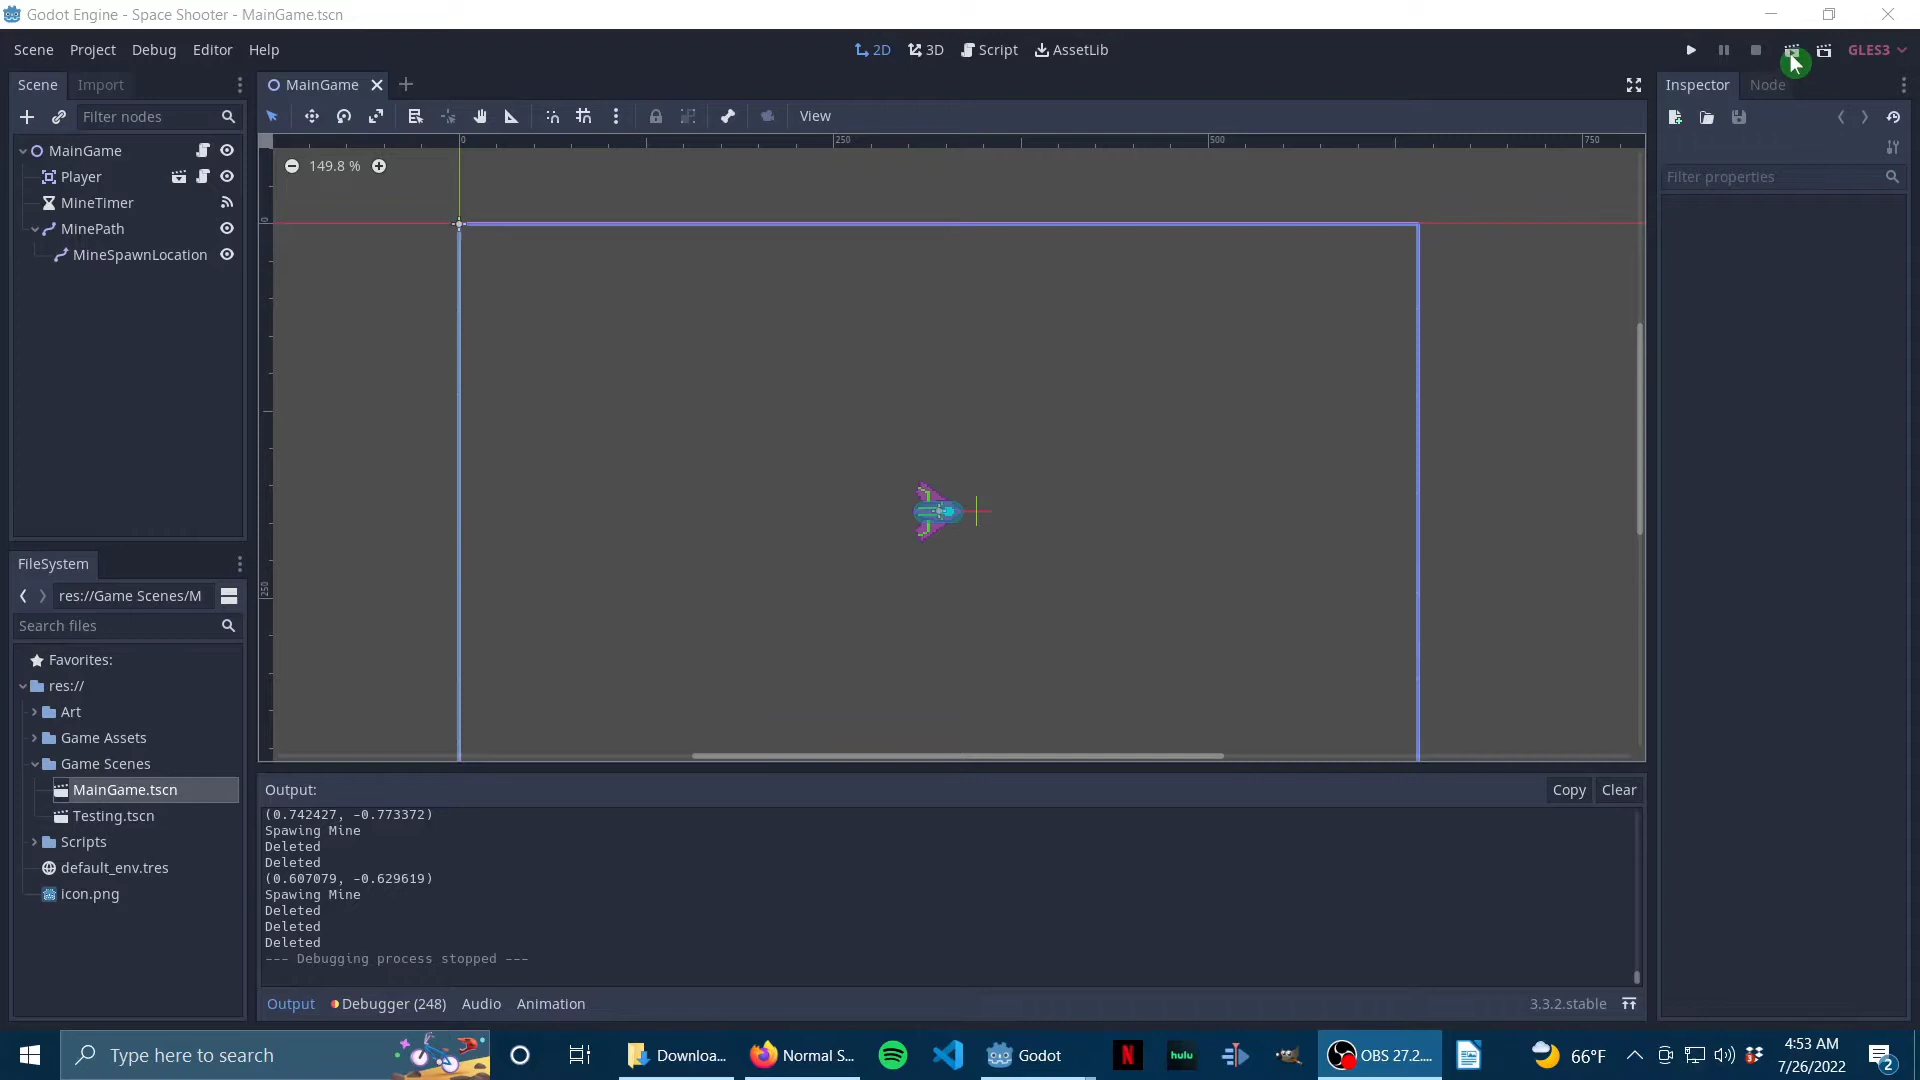 Godot Engine - Space Shooter - MainGame.tscn
Scene Project Debug Editor Help
2D 3D Script AssetLib
GLES3
Scene Import
MainGame
Inspector Node
Filter nodes
View
MainGame
Player
MineTimer
MinePath
MineSpawnLocation
0 250 500 750
149.8 %
0
250
Filter properties
FileSystem
res://Game Scenes/M
Search files
Favorites:
res://
Art
Game Assets
Game Scenes
MainGame.tscn
Testing.tscn
Scripts
default_env.tres
icon.png
Output:
Copy Clear
(0.742427, -0.773372)
Spawing Mine
Deleted
Deleted
(0.607079, -0.629619)
Spawing Mine
Deleted
Deleted
Deleted
--- Debugging process stopped ---
Output Debugger (248) Audio Animation
3.3.2.stable
Type here to search
Downloa...
Normal S...
Godot
N
hulu
OBS 27.2....
66°F
4:53 AM
7/26/2022
2